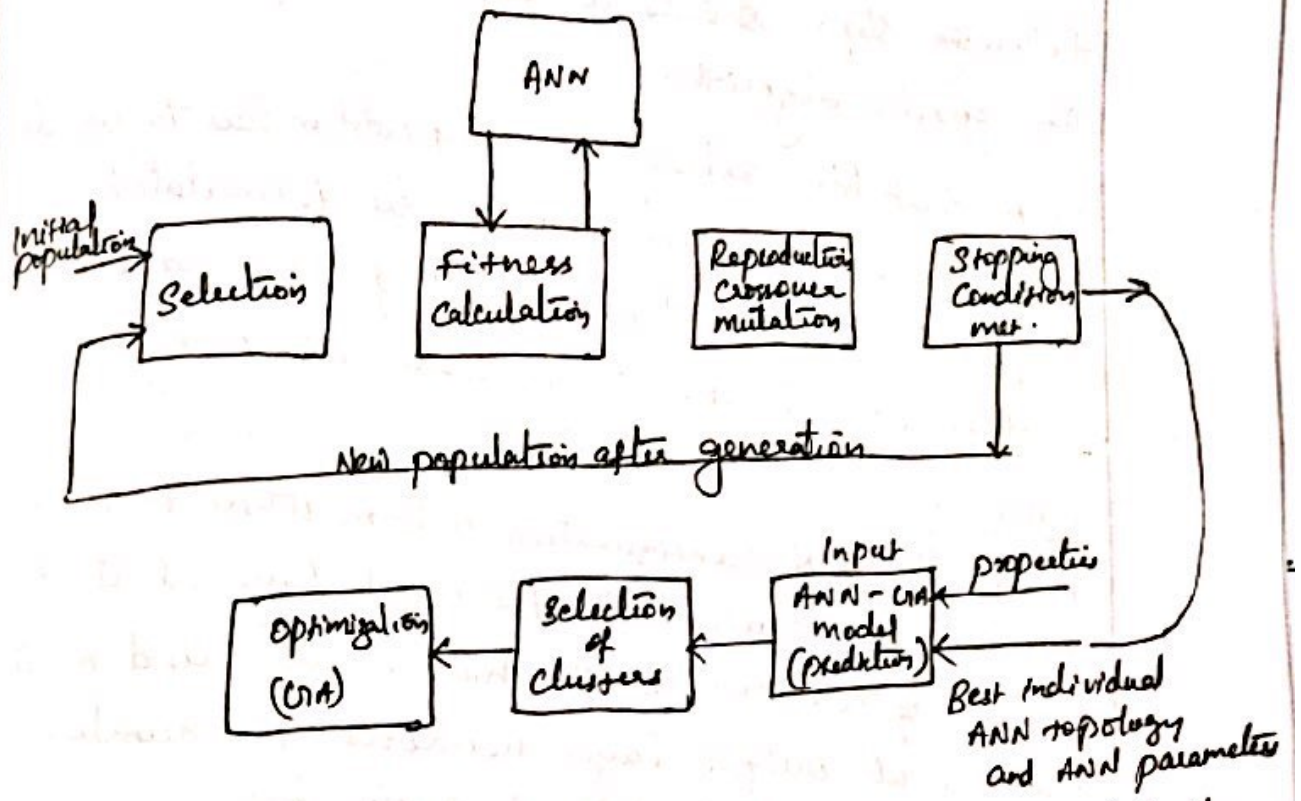 ANN
Initial
population
Selection
Fitness
Calculation
Reproduction
crossover
mutation
Stopping
Condition
met.
New population after generation
Input
properties
ANN-GA
model
(prediction)
Selection
of
Clusters
Optimization
(GA)
Best individual
ANN topology
and ANN parameters